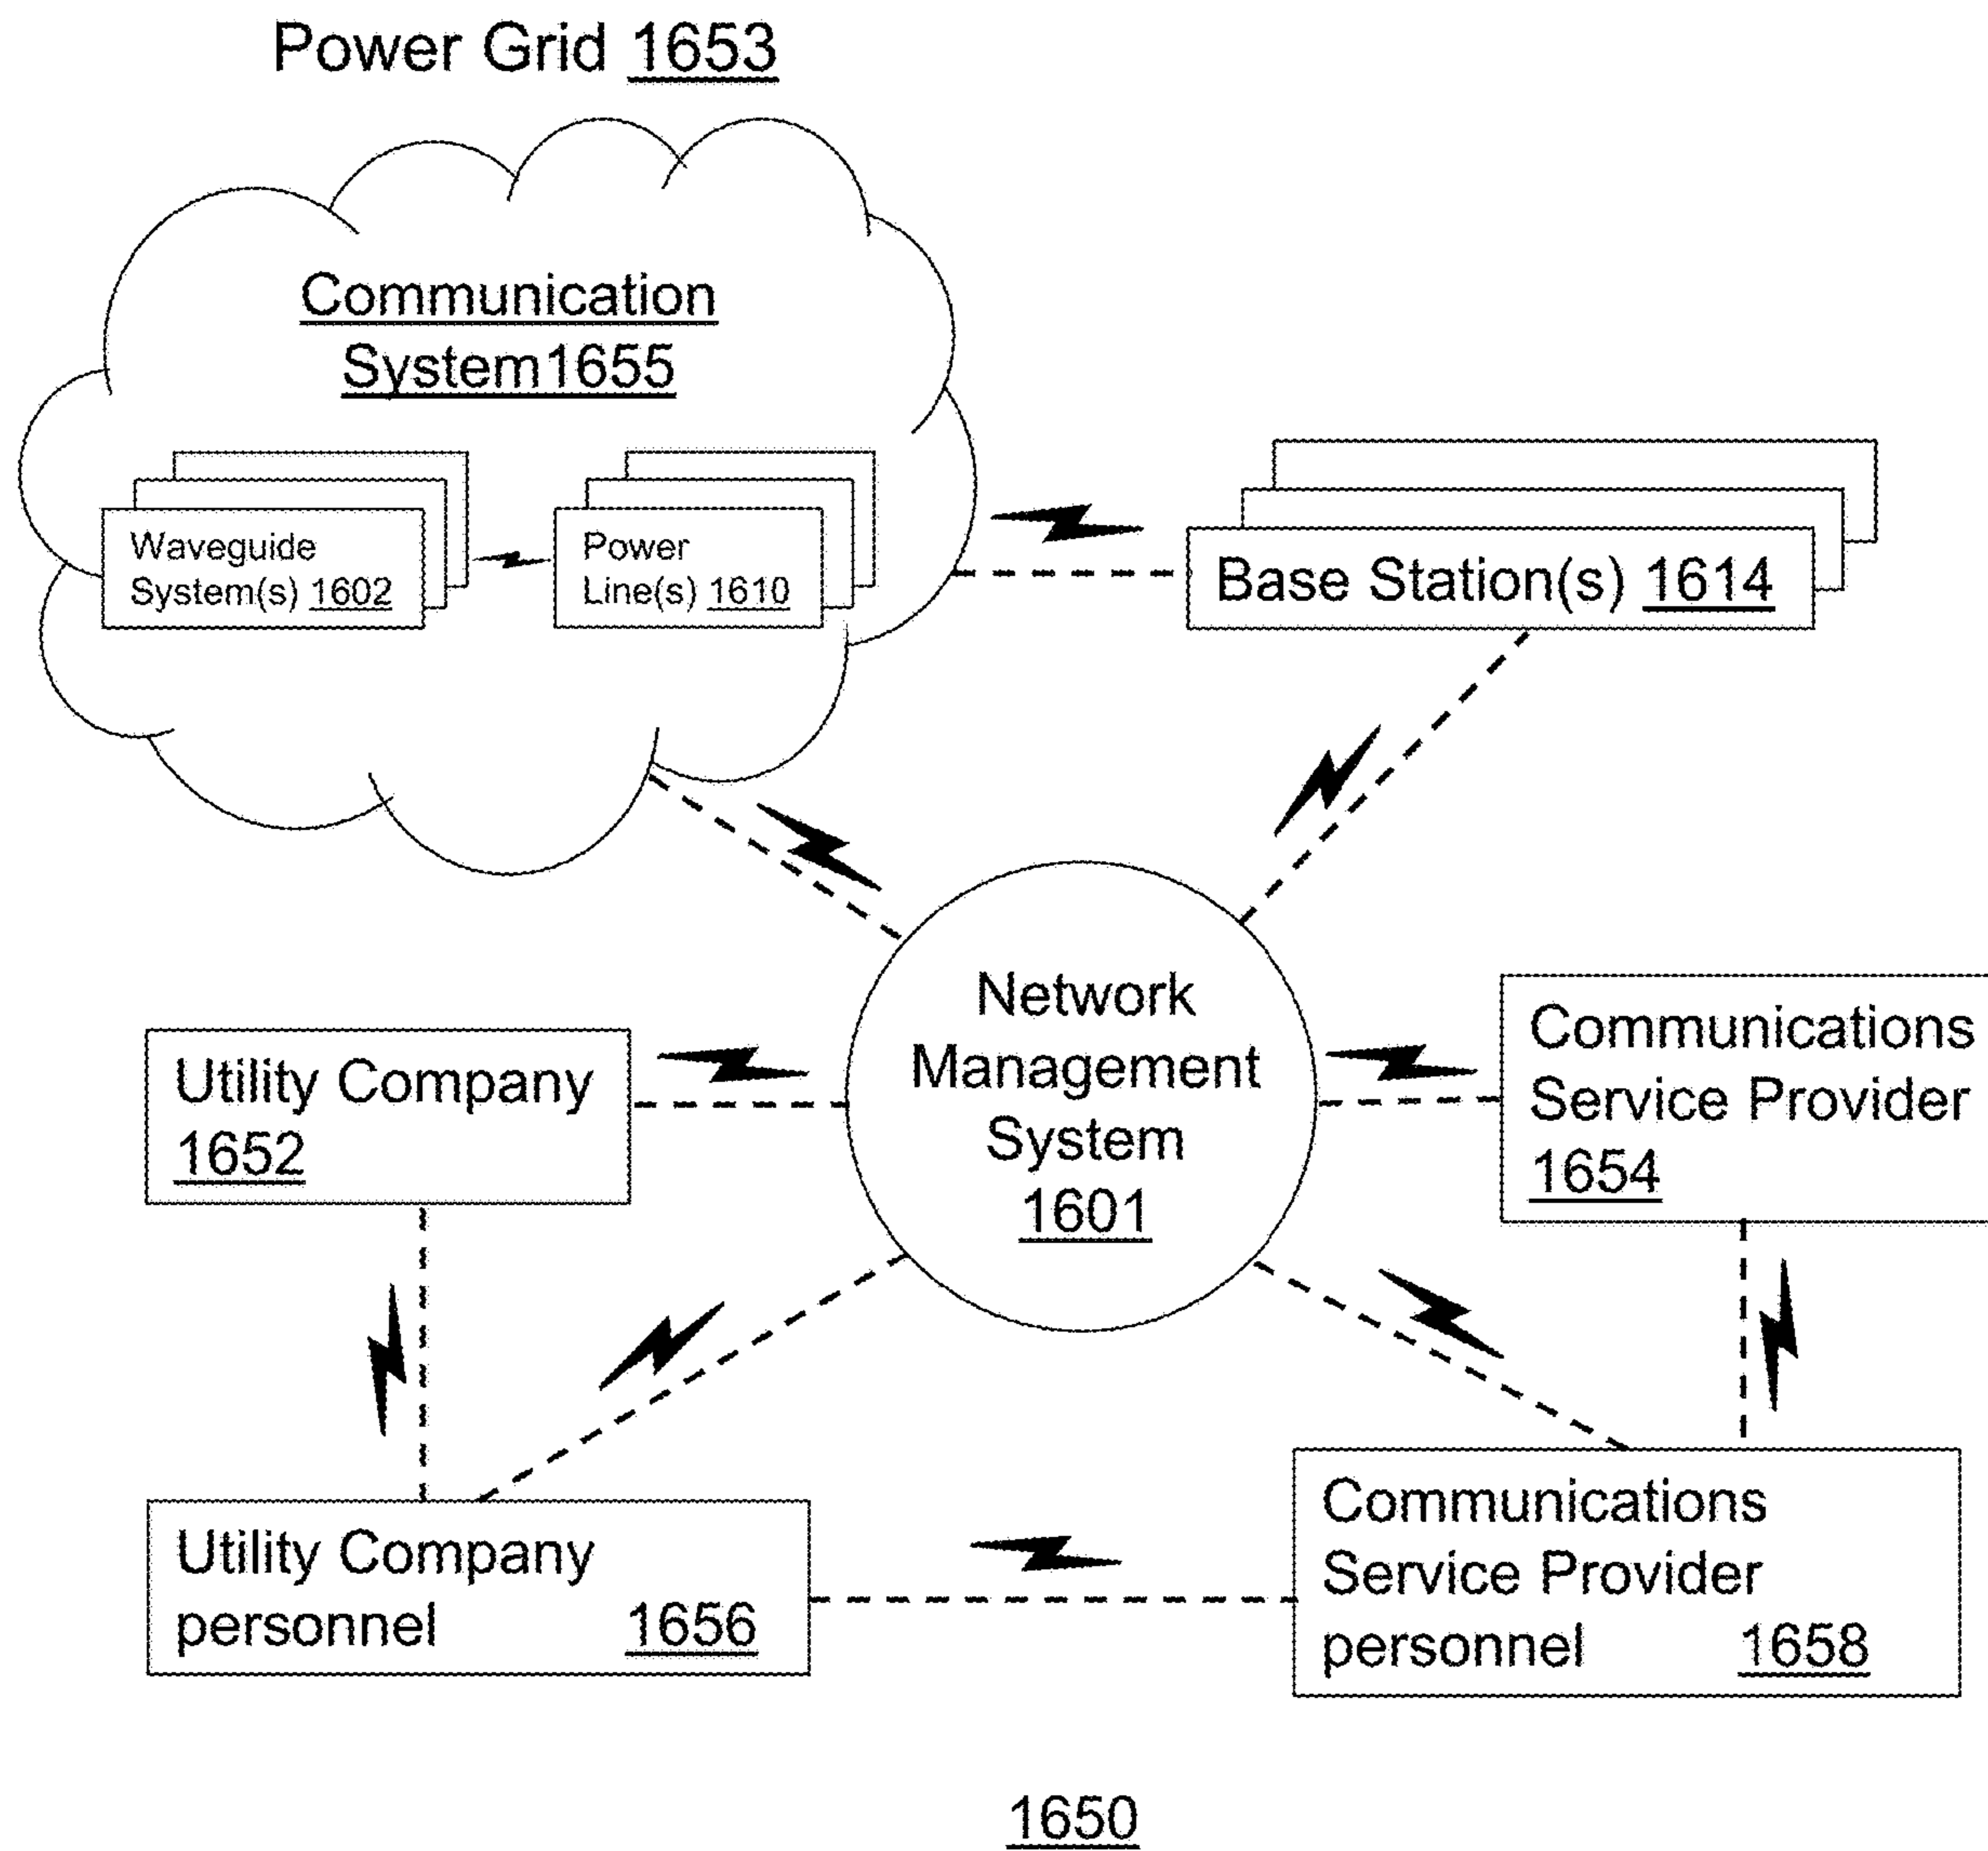 Power Grid 1653
Communication
System1655
Waveguide
System(s) 1602
Power
Line(s) 1610
Base Station(s) 1614
Network
Management
System
1601
Utility Company
1652
Communications
Service Provider
1654
Utility Company
personnel 1656
Communications
Service Provider
personnel 1658
1650